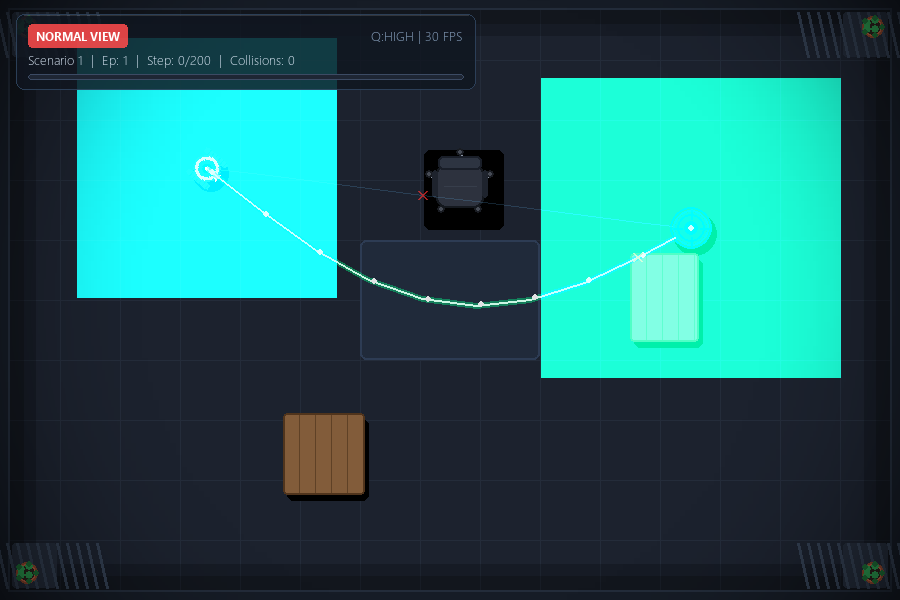 NORMAL VIEW
Q:HIGH | 30 FPS
Scenario 1 | Ep: 1 | Step: 0/200 | Collisions: 0